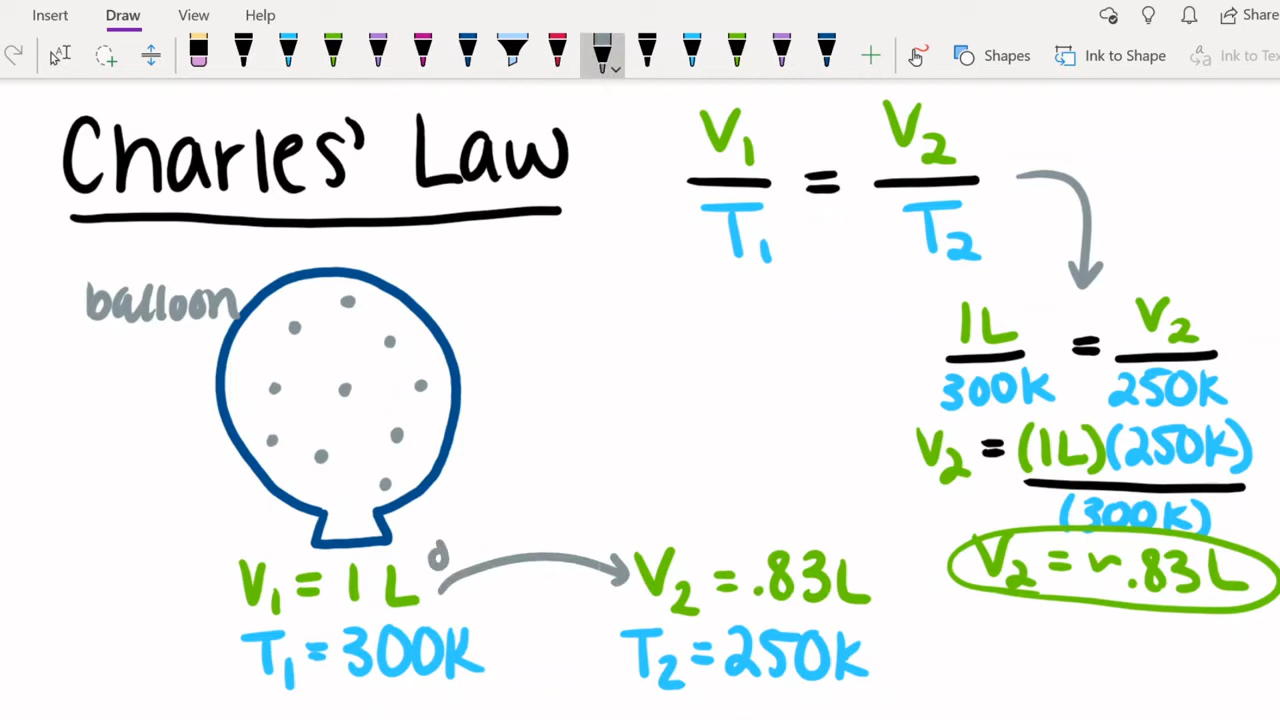 Insert Draw View Help Share
Shapes Ink to Shape Ink to Tex
Charles' Law
V₁ / T₁ = V₂ / T₂
balloon
1L / 300K = V₂ / 250K
V₂ = (1L)(250K) / (300K)
V₂ = ~.83L
V₁ = 1 L
T₁ = 300K
d
V₂ = .83L
T₂ = 250K